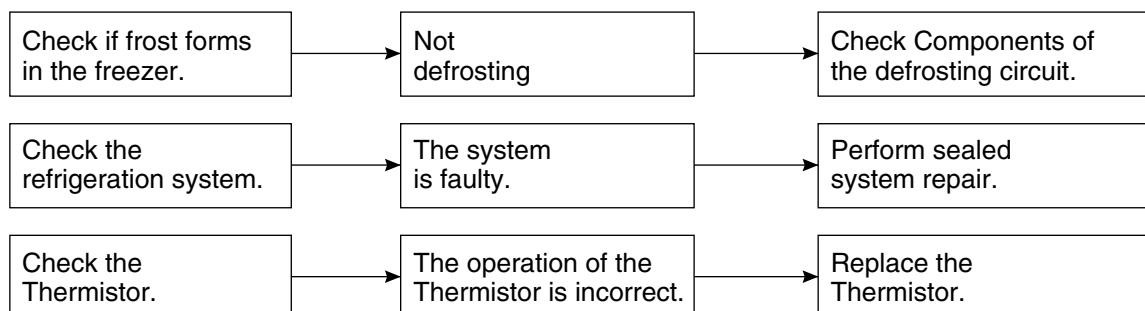 Check if frost forms
in the freezer.
Not
defrosting
Check Components of
the defrosting circuit.
Check the
refrigeration system.
The system
is faulty.
Perform sealed
system repair.
Check the
Thermistor.
The operation of the
Thermistor is incorrect.
Replace the
Thermistor.